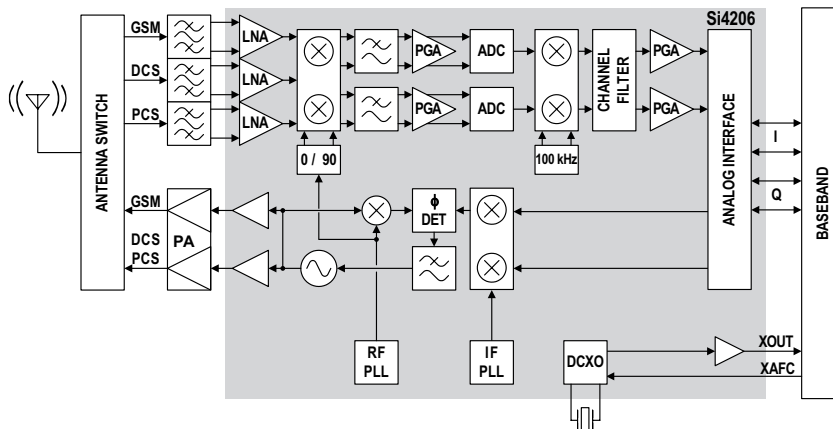 Si4206
GSM
DCS
PCS
LNA
LNA
LNA
PGA
PGA
ADC
ADC
CHANNEL
FILTER
PGA
PGA
ANTENNA SWITCH
ANALOG INTERFACE
BASEBAND
0 / 90
100 kHz
I
Q
GSM
DCS
PCS
PA
ϕ
DET
RF
PLL
IF
PLL
DCXO
XOUT
XAFC